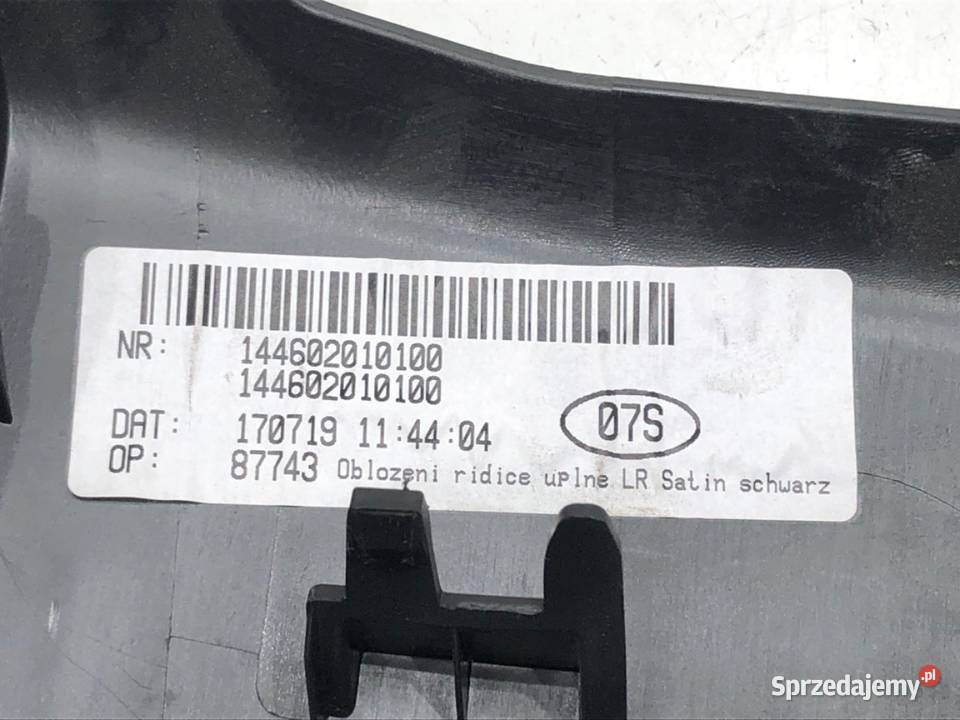 NR: 144602010100
144602010100
DAT: 170719 11:44:04
07S
OP: 87743 Oblozeni ridice uplne LR Satin schwarz
Sprzedajemy.pl